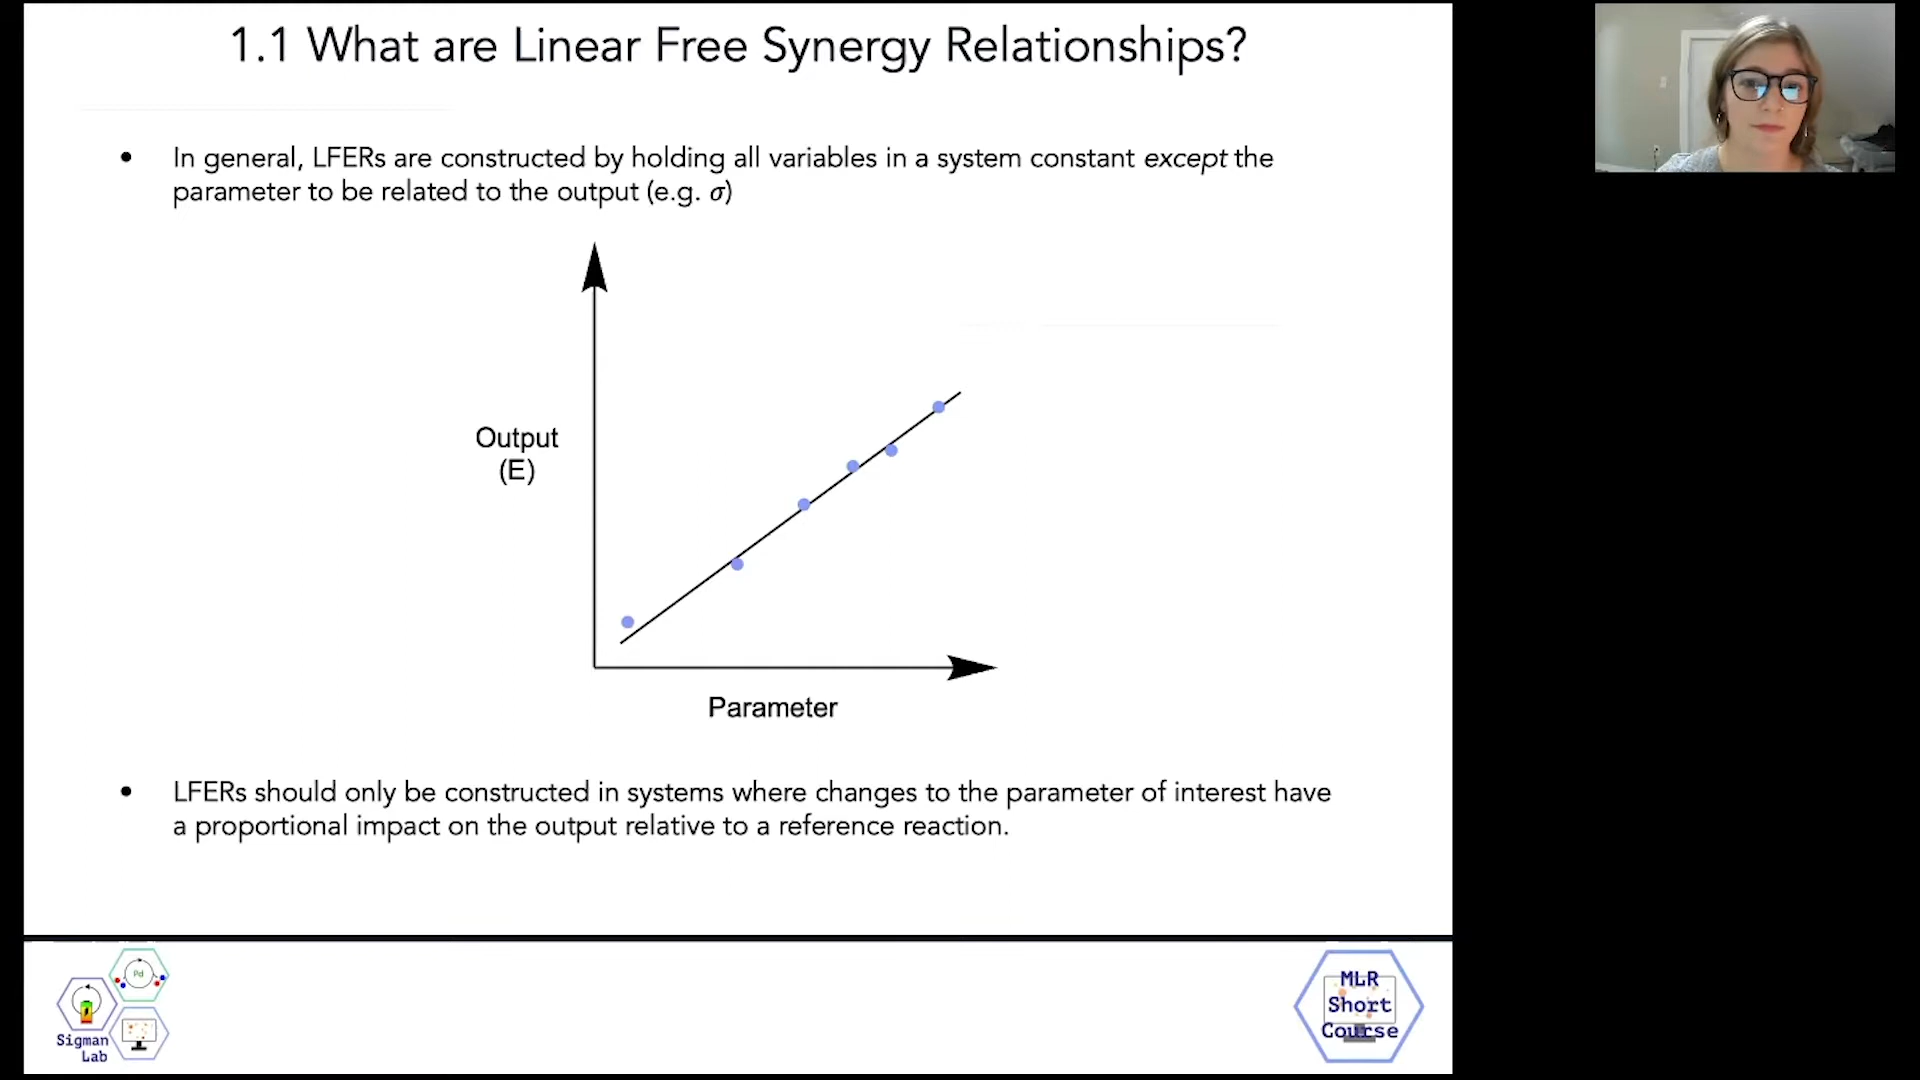 1.1 What are Linear Free Synergy Relationships?
• In general, LFERs are constructed by holding all variables in a system constant except the
parameter to be related to the output (e.g. σ)
Output
(E)
Parameter
• LFERs should only be constructed in systems where changes to the parameter of interest have
a proportional impact on the output relative to a reference reaction.
Pd
Sigman
Lab
MLR
Short
Course